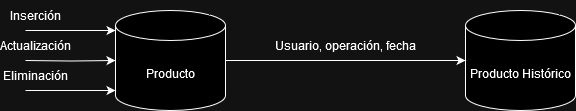 Inserción
Actualización
Eliminación
Producto
Usuario, operación, fecha
Producto Histórico